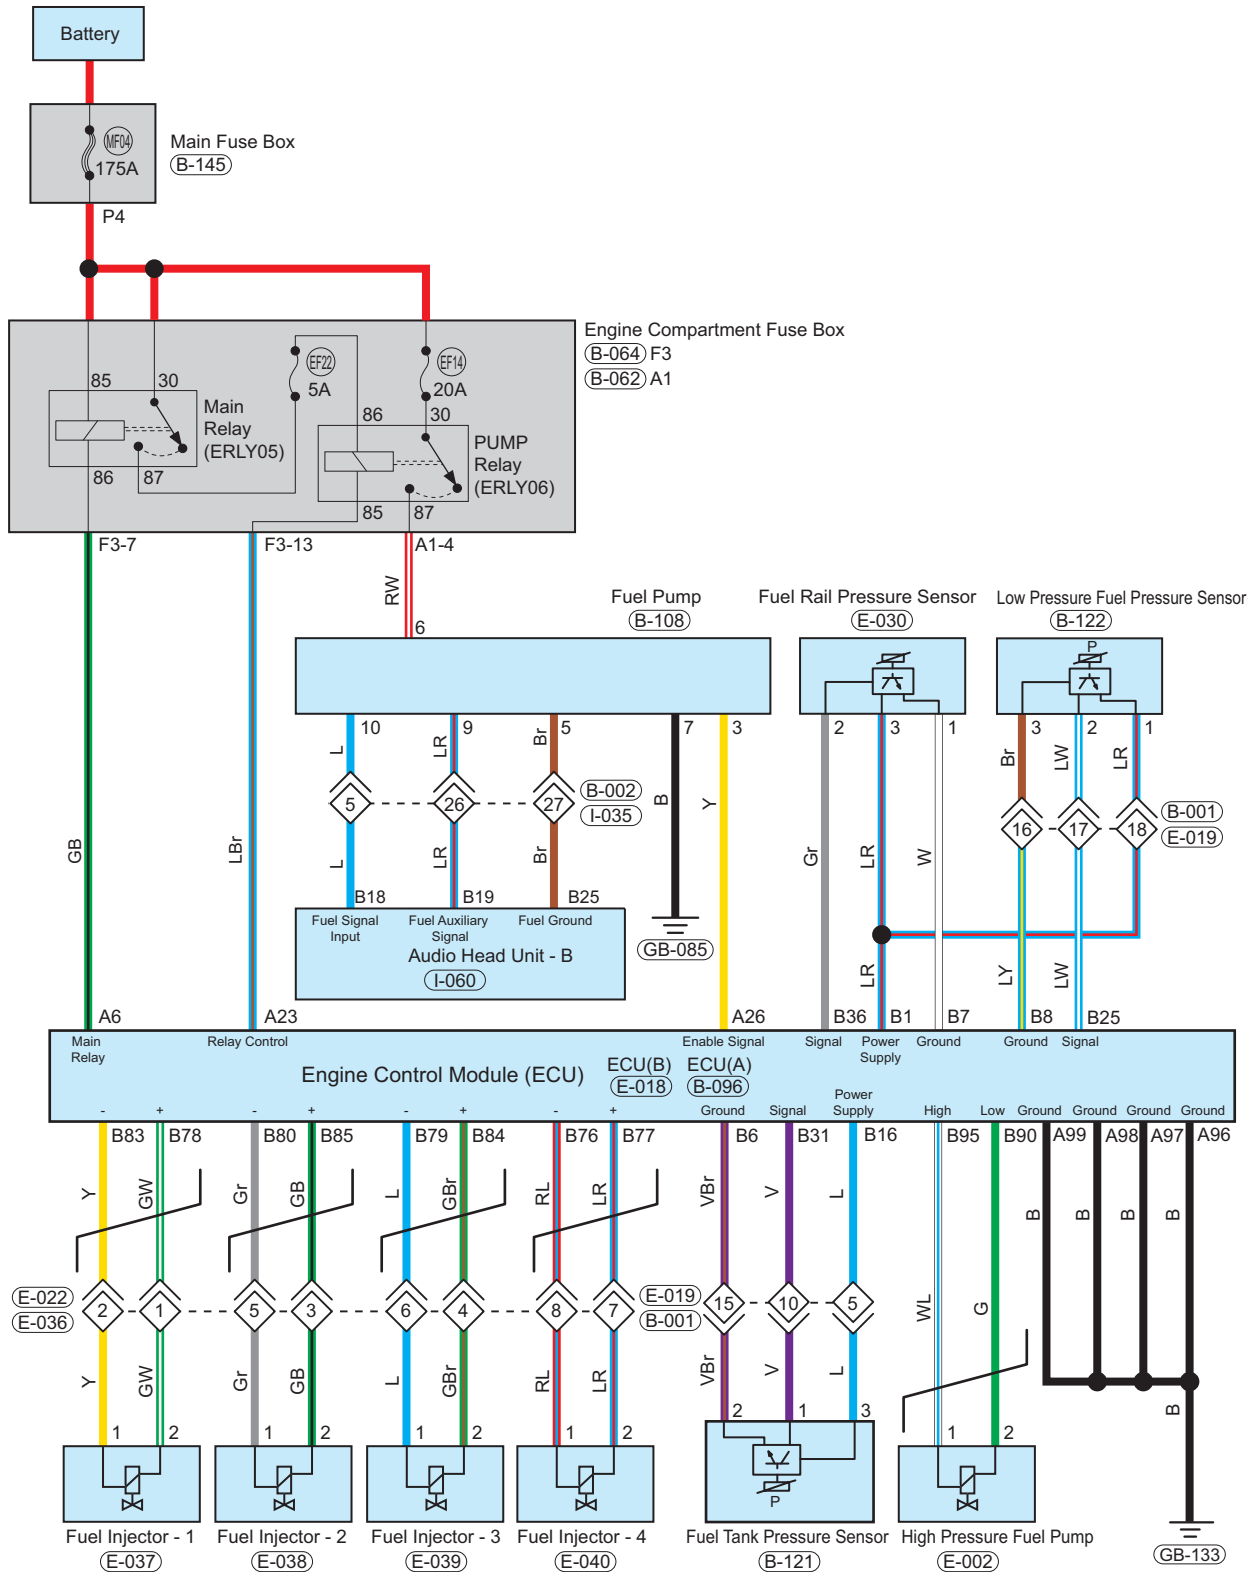 Battery
MF04
175A
Main Fuse Box
B-145
P4
Engine Compartment Fuse Box
B-064 F3
B-062 A1
EF22
5A
EF14
20A
85 30
Main
Relay
(ERLY05)
86 87
86 30
PUMP
Relay
(ERLY06)
85 87
F3-7 F3-13 A1-4
RW
6
Fuel Pump
B-108
Fuel Rail Pressure Sensor
E-030
Low Pressure Fuel Pressure Sensor
B-122
P
10 9 5 7 3 2 3 1 3 2 1
L LR Br B Y Br LW LR
5 26 27
B-002
I-035
16 17 18
B-001
E-019
GB LBr L LR Br Gr LR W
B18 B19 B25
Fuel Signal
Input
Fuel Auxiliary
Signal
Fuel Ground
Audio Head Unit - B
I-060
GB-085
LR LY LW
A6 A23 A26 B36 B1 B7 B8 B25
Main
Relay
Relay Control
Enable Signal
Signal
Power
Supply
Ground
Ground
Signal
Engine Control Module (ECU)
ECU(B)
E-018
ECU(A)
B-096
- + - + - + - +
Ground Signal
Power
Supply
High Low Ground Ground Ground Ground
B83 B78 B80 B85 B79 B84 B76 B77 B6 B31 B16 B95 B90 A99 A98 A97 A96
Y GW Gr GB L GBr RL LR VBr V L WL G B B B B
E-022
E-036
2 1 5 3 6 4 8 7
E-019
B-001
15 10 5
Y GW Gr GB L GBr RL LR VBr V L
B
1 2 1 2 1 2 1 2 2 1 3 1 2
P
Fuel Injector - 1
E-037
Fuel Injector - 2
E-038
Fuel Injector - 3
E-039
Fuel Injector - 4
E-040
Fuel Tank Pressure Sensor
B-121
High Pressure Fuel Pump
E-002
GB-133